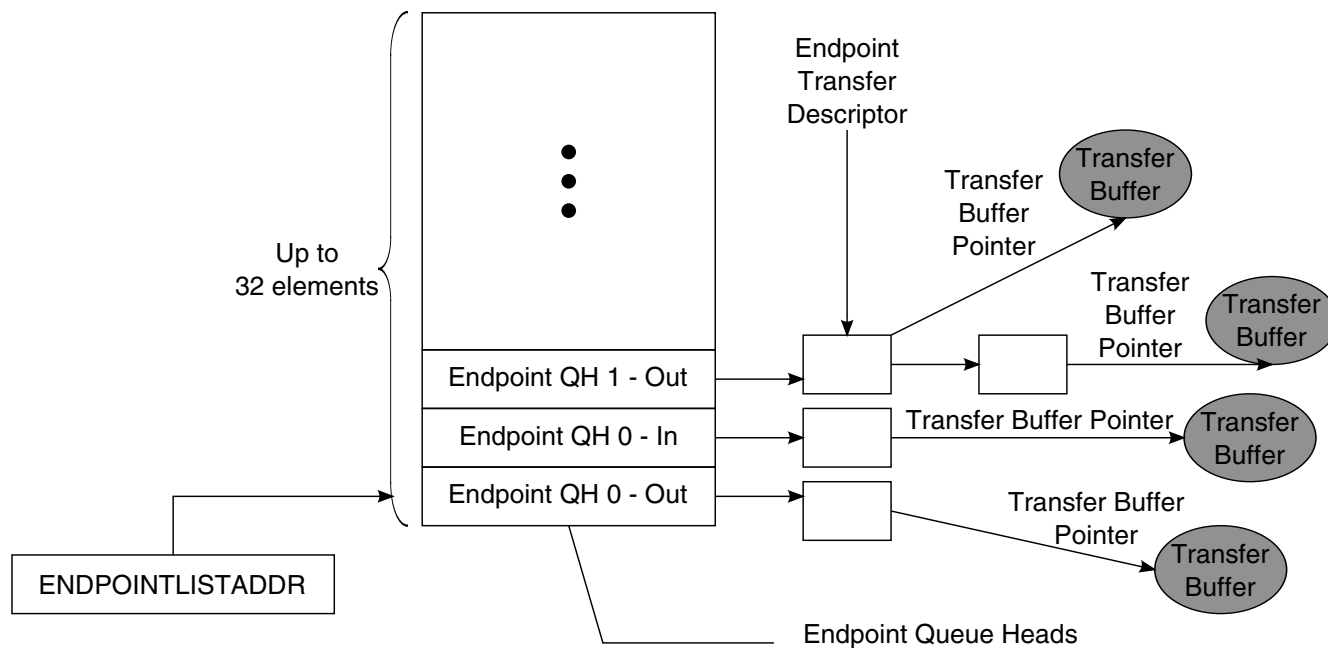 Endpoint
Transfer
Descriptor
Transfer
Buffer
Pointer
Transfer
Buffer
Up to
32 elements
Transfer
Buffer
Pointer
Transfer
Buffer
Endpoint QH 1 - Out
Endpoint QH 0 - In
Transfer Buffer Pointer
Transfer
Buffer
Endpoint QH 0 - Out
Transfer Buffer
Pointer
Transfer
Buffer
ENDPOINTLISTADDR
Endpoint Queue Heads